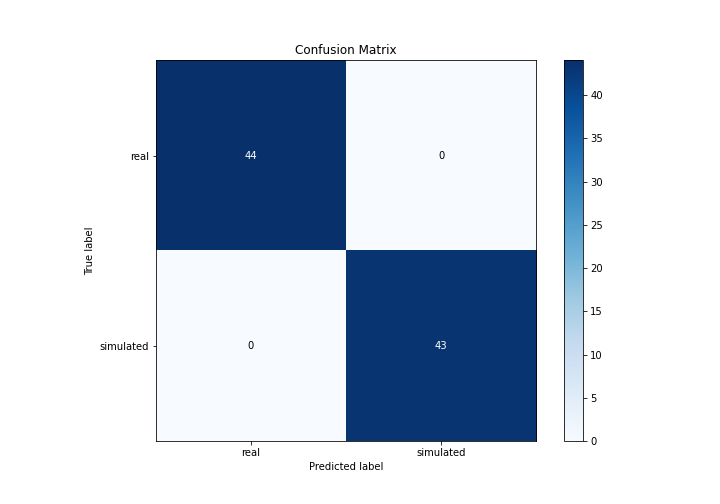 Confusion Matrix
real
44
0
simulated
0
43
real
simulated
True label
Predicted label
40
35
30
25
20
15
10
5
0